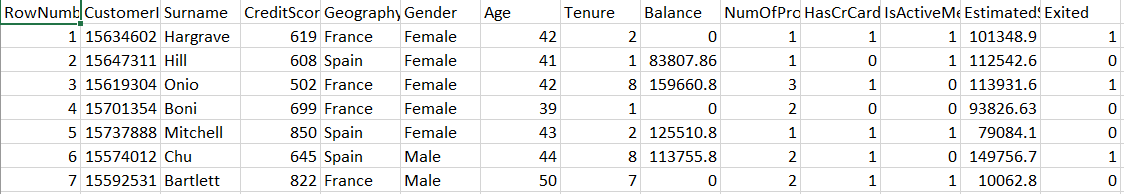 RowNumb CustomerI Surname CreditScor Geography Gender Age Tenure Balance NumOfPro HasCrCard IsActiveMe EstimatedS Exited
1 15634602 Hargrave 619 France Female 42 2 0 1 1 1 101348.9 1
2 15647311 Hill 608 Spain Female 41 1 83807.86 1 0 1 112542.6 0
3 15619304 Onio 502 France Female 42 8 159660.8 3 1 0 113931.6 1
4 15701354 Boni 699 France Female 39 1 0 2 0 0 93826.63 0
5 15737888 Mitchell 850 Spain Female 43 2 125510.8 1 1 1 79084.1 0
6 15574012 Chu 645 Spain Male 44 8 113755.8 2 1 0 149756.7 1
7 15592531 Bartlett 822 France Male 50 7 0 2 1 1 10062.8 0